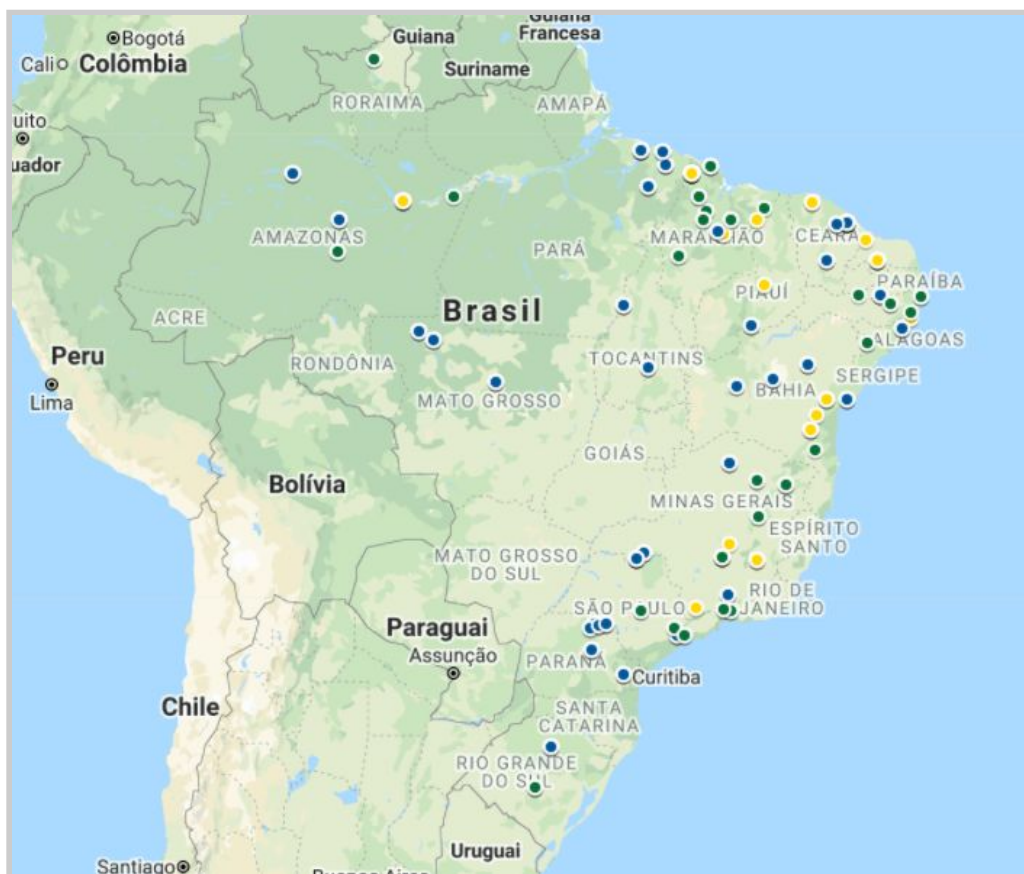 Guiana
Francesa
Bogotá
Guiana
Cali
Colômbia
Suriname
RORAIMA
AMAPÁ
uito
uador
AMAZONAS
PARÁ
MARANHÃO
CEARÁ
PIAUÍ
PARAÍBA
Brasil
ACRE
ALAGOAS
Peru
RONDÔNIA
TOCANTINS
SERGIPE
BAHIA
Lima
MATO GROSSO
GOIÁS
Bolívia
MINAS GERAIS
ESPÍRITO
SANTO
MATO GROSSO
DO SUL
RIO DE
JANEIRO
SÃO PAULO
Paraguai
Assunção
PARANÁ
Curitiba
Chile
SANTA
CATARINA
RIO GRANDE
DO SUL
Uruguai
Santiago
Buenos Aires